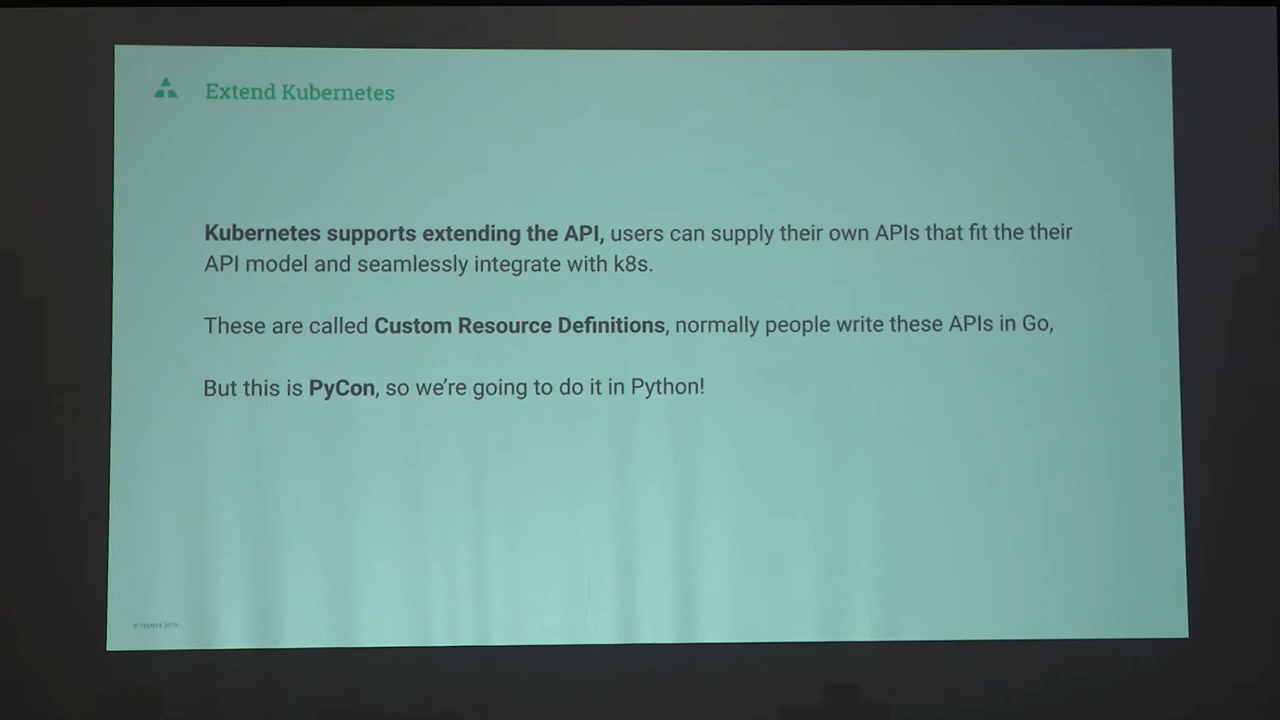 Extend Kubernetes
Kubernetes supports extending the API, users can supply their own APIs that fit the their
API model and seamlessly integrate with k8s.
These are called Custom Resource Definitions, normally people write these APIs in Go,
But this is PyCon, so we're going to do it in Python!
© TELNYX 2019